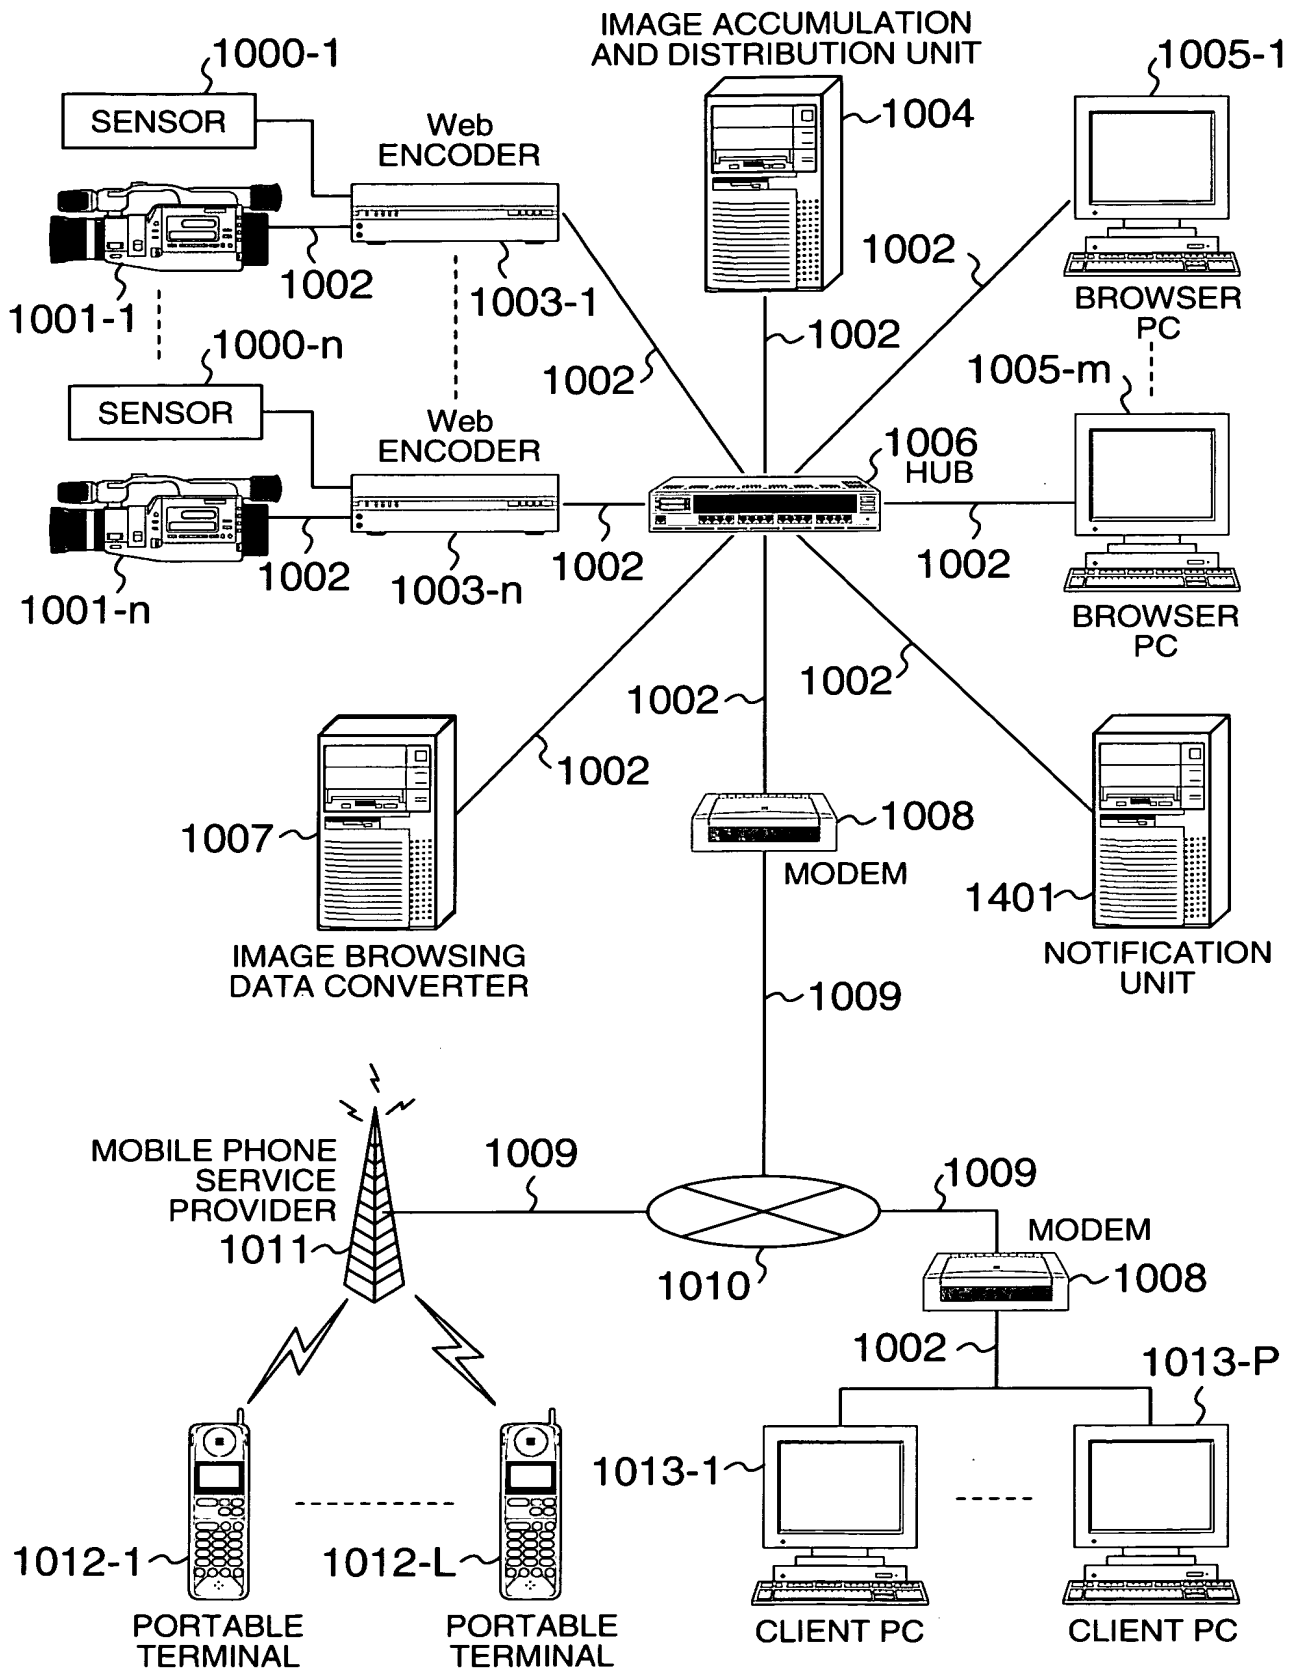 IMAGE ACCUMULATION
AND DISTRIBUTION UNIT
1000-1
1005-1
SENSOR
Web
ENCODER
1004
1002
1002
1003-1
1001-1
1002
1002
BROWSER
PC
1000-n
1005-m
SENSOR
Web
ENCODER
1006
HUB
1002
1003-n
1002
1002
1001-n
BROWSER
PC
1002
1002
1002
1007
1008
MODEM
1401
IMAGE BROWSING
DATA CONVERTER
NOTIFICATION
UNIT
1009
MOBILE PHONE
SERVICE
PROVIDER
1011
1009
1009
MODEM
1010
1008
1002
1013-P
1013-1
1012-1
1012-L
PORTABLE
TERMINAL
PORTABLE
TERMINAL
CLIENT PC
CLIENT PC